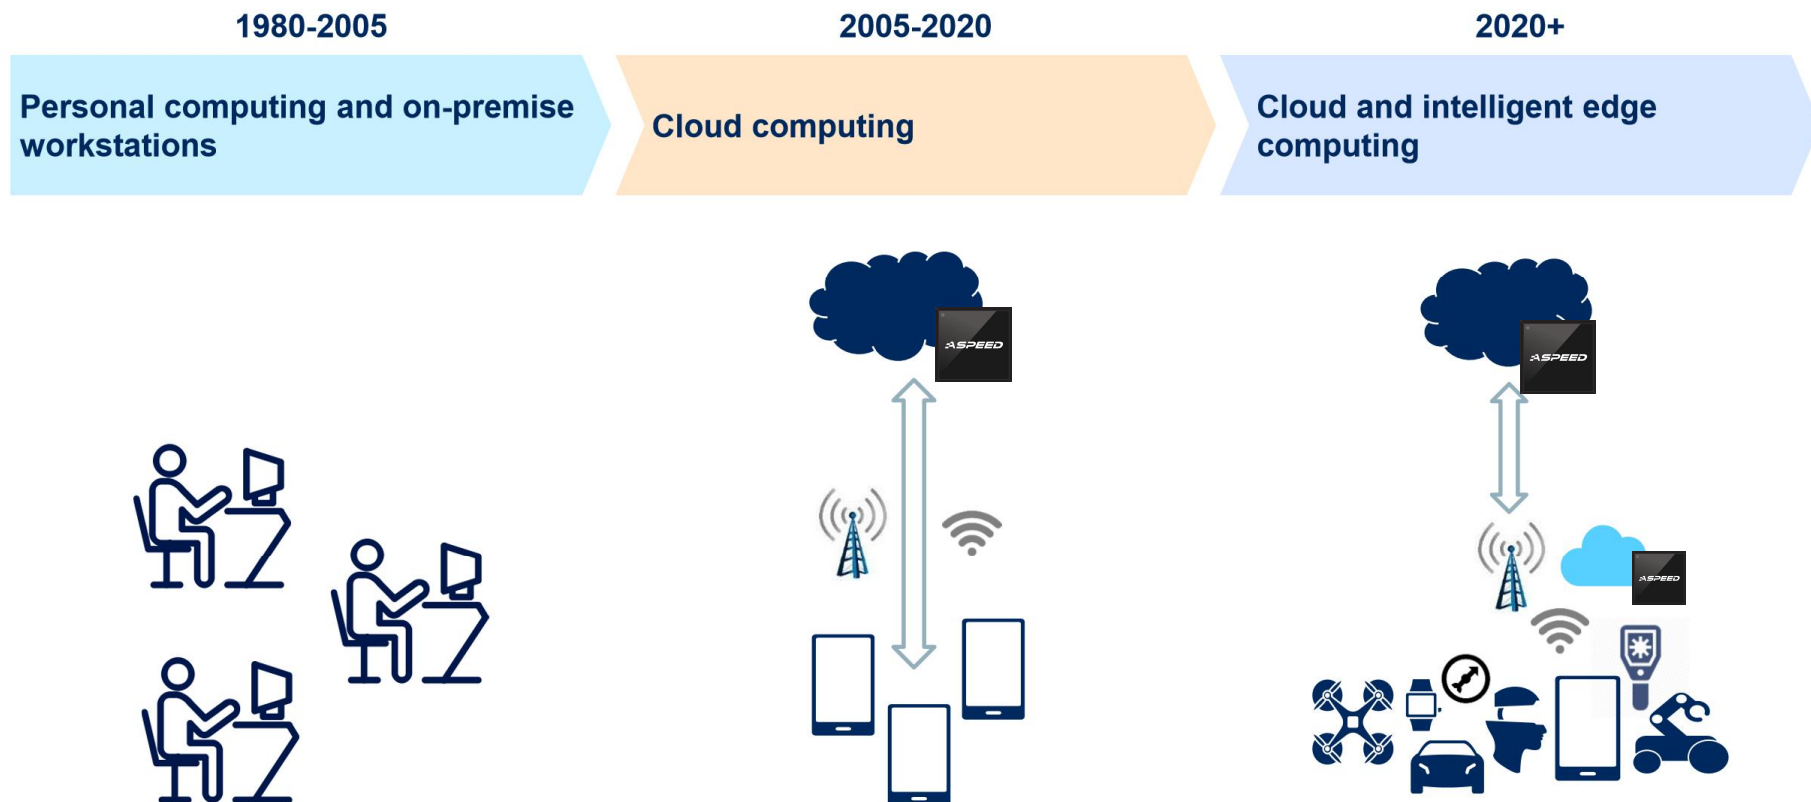 1980-2005
2005-2020
2020+
Personal computing and on-premise
workstations
Cloud computing
Cloud and intelligent edge
computing
ASPEED
ASPEED
ASPEED